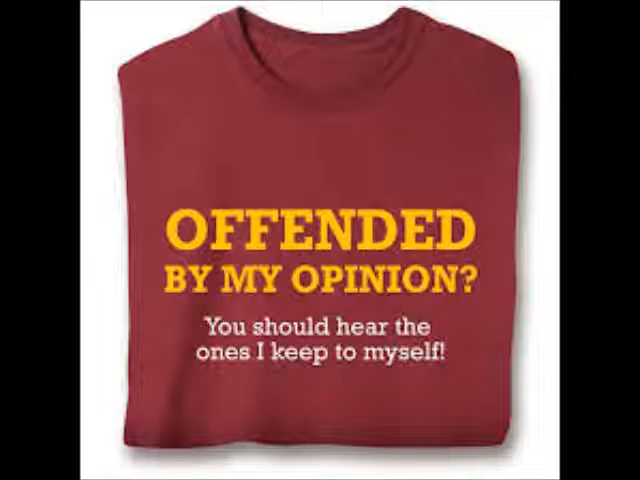 OFFENDED
BY MY OPINION?
You should hear the
ones I keep to myself!